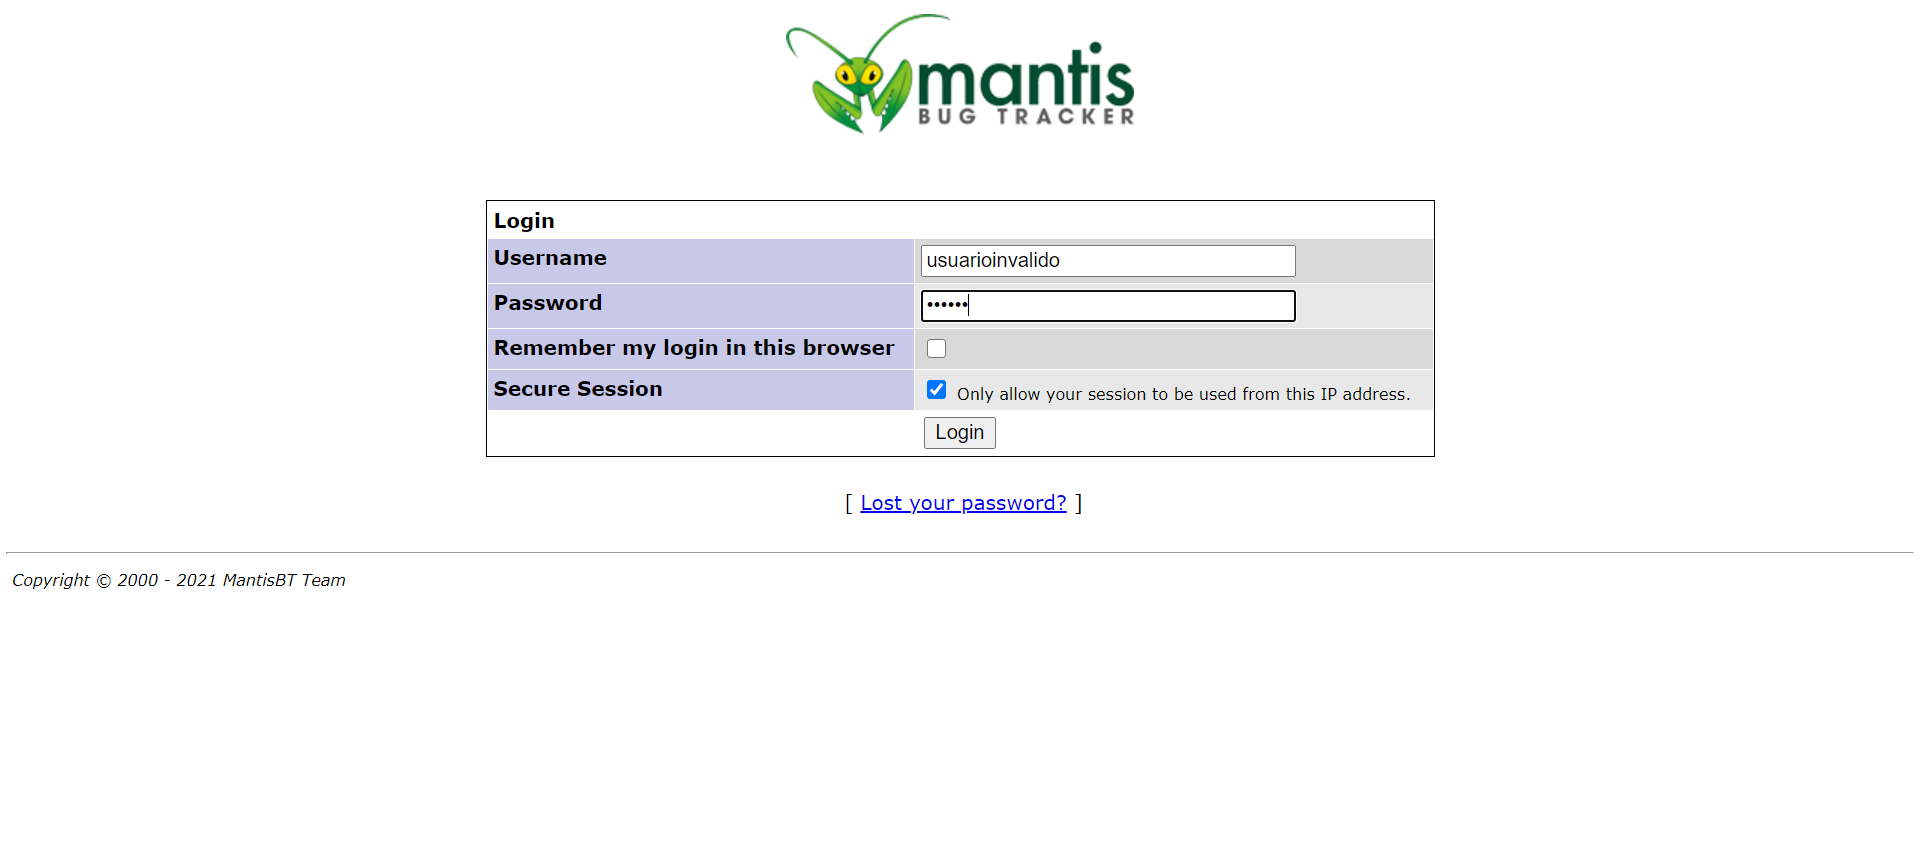 mantis
BUG TRACKER
Login
Username usuarioinvalido
Password ••••••
Remember my login in this browser
Secure Session Only allow your session to be used from this IP address.
Login
[ Lost your password? ]
Copyright © 2000 - 2021 MantisBT Team